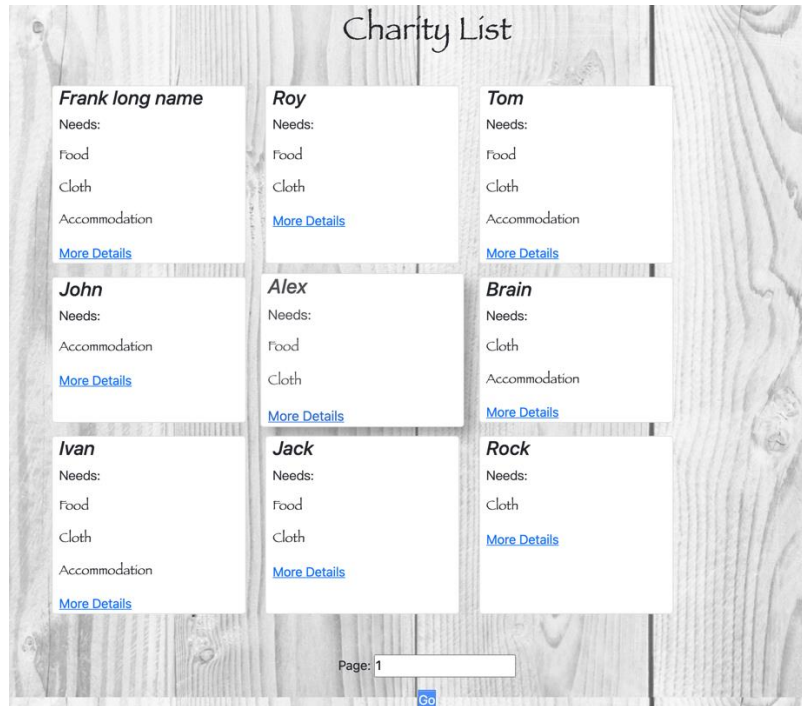 Charity List
Frank long name
Needs:
Food
Cloth
Accommodation
More Details
Roy
Needs:
Food
Cloth
More Details
Tom
Needs:
Food
Cloth
Accommodation
More Details
John
Needs:
Accommodation
More Details
Alex
Needs:
Food
Cloth
More Details
Brain
Needs:
Cloth
Accommodation
More Details
Ivan
Needs:
Food
Cloth
Accommodation
More Details
Jack
Needs:
Food
Cloth
More Details
Rock
Needs:
Cloth
More Details
Page: 1
Go